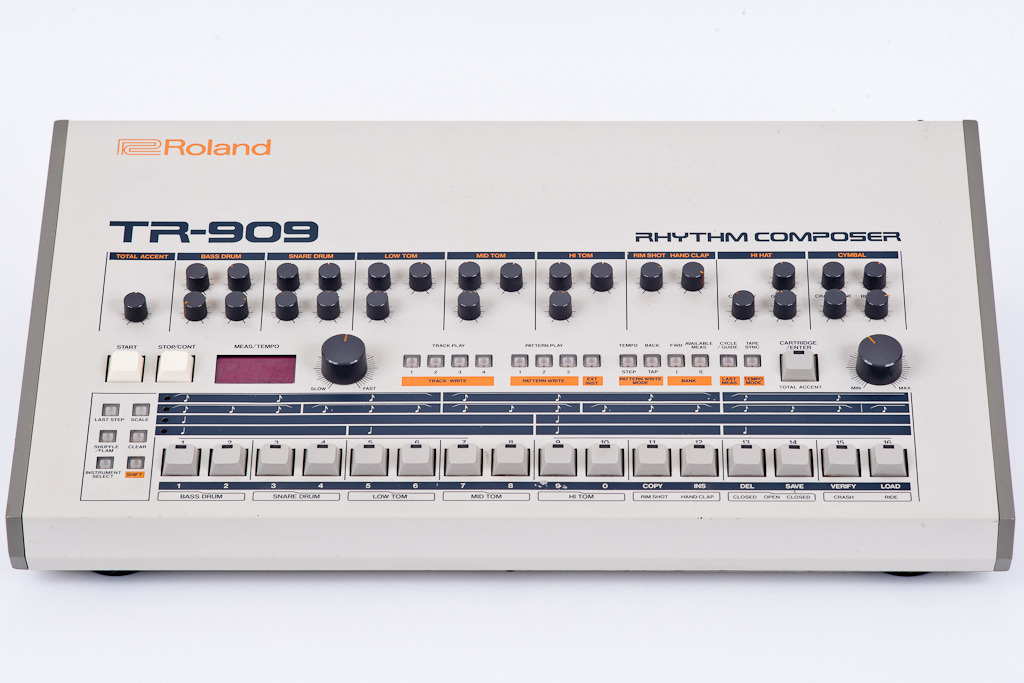 Roland
TR-909
RHYTHM COMPOSER
TOTAL ACCENT BASS DRUM SNARE DRUM LOW TOM MID TOM HI TOM RIM SHOT HAND CLAP HI HAT CYMBAL
START STOP/CONT MEAS/TEMPO TRACK PLAY PATTERN PLAY TEMPO BACK FWD AVAILABLE MEAS CYCLE /GUIDE TAPE SYNC CARTRIDGE /ENTER
1 2 3 4 1 2 3 STEP TAP 1 2 3
SLOW FAST TRACK WRITE PATTERN WRITE EXT INST PATTERN WRITE MODE BANK LAST MEAS TEMPO MODE TOTAL ACCENT MIN MAX
LAST STEP SCALE
SHUFFLE /FLAM CLEAR
INSTRUMENT SELECT SHIFT
1 2 3 4 5 6 7 8 9 10 11 12 13 14 15 16
1 2 3 4 5 6 7 8 9 0 COPY INS DEL SAVE VERIFY LOAD
BASS DRUM SNARE DRUM LOW TOM MID TOM HI TOM RIM SHOT HAND CLAP CLOSED OPEN CLOSED CRASH RIDE